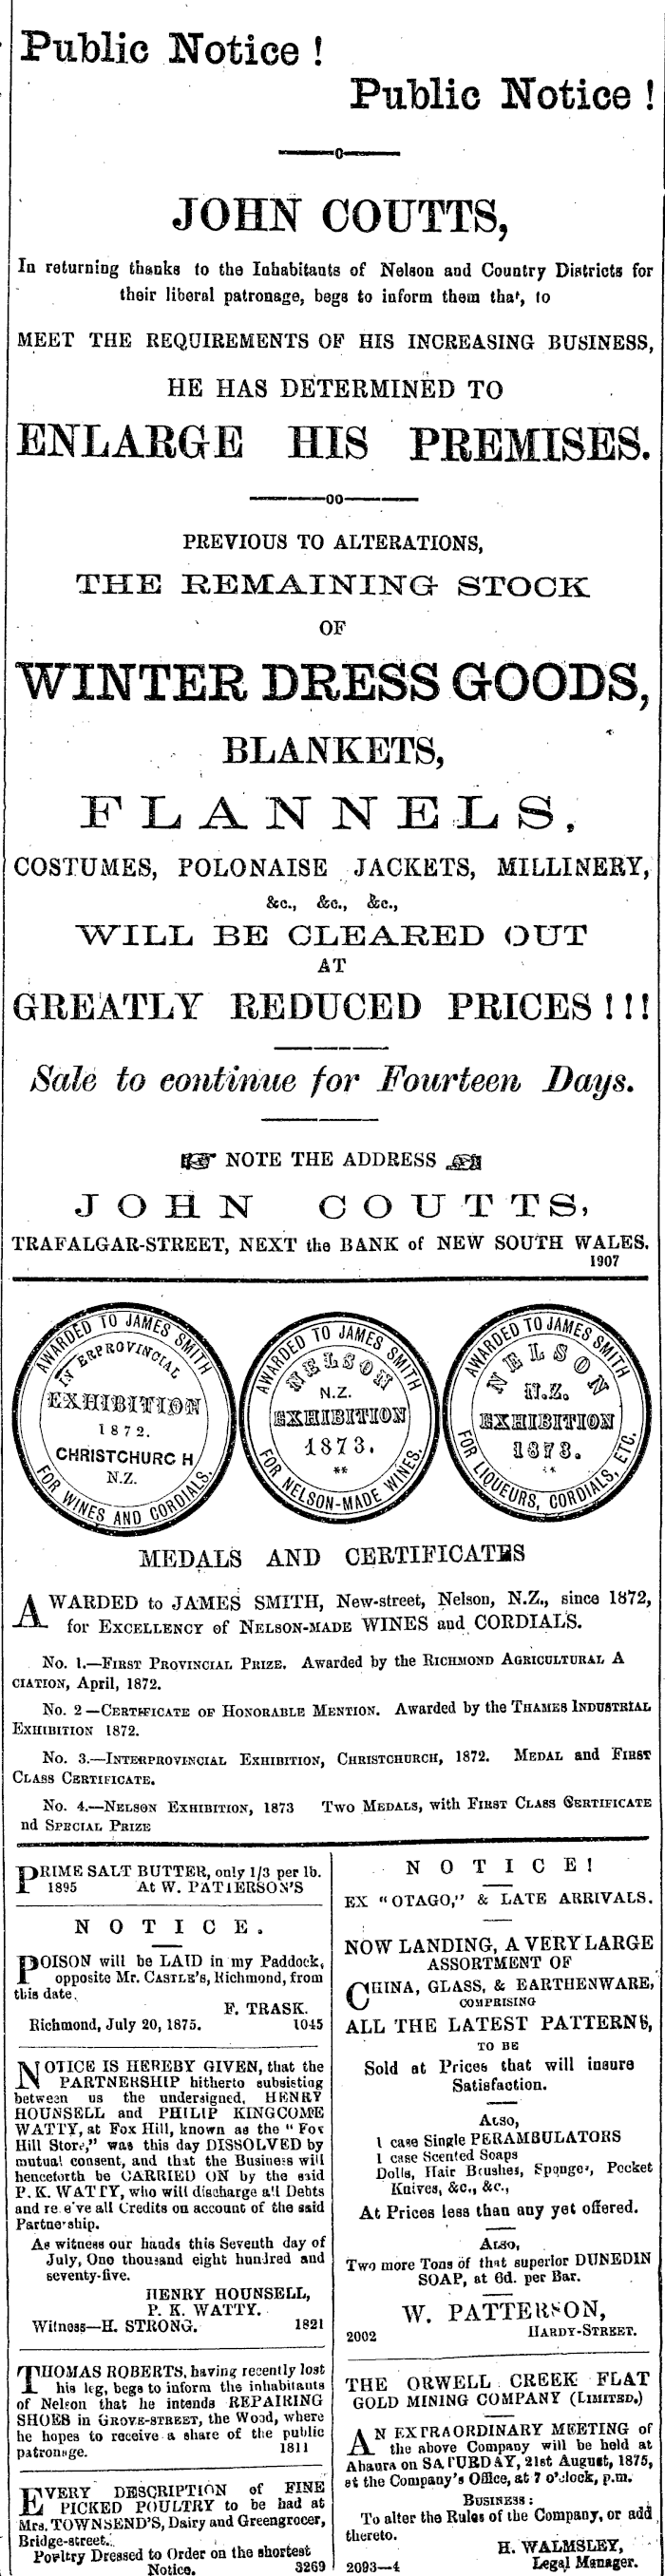 Public Notice !
Public Notice !
JOHN COUTTS,
In returning thanks to the Inhabitants of Nelson and Country Districts for
their liberal patronage, begs to inform them that, to
MEET THE REQUIREMENTS OF HIS INCREASING BUSINESS,
HE HAS DETERMINED TO
ENLARGE HIS PREMISES.
PREVIOUS TO ALTERATIONS,
THE REMAINING STOCK
OF
WINTER DRESS GOODS,
BLANKETS,
FLANNELS,
COSTUMES, POLONAISE JACKETS, MILLINERY,
&c., &c., &c.,
WILL BE CLEARED OUT
AT
GREATLY REDUCED PRICES !!!
Sale to continue for Fourteen Days.
☞ NOTE THE ADDRESS ☜
JOHN COUTTS,
TRAFALGAR-STREET, NEXT the BANK of NEW SOUTH WALES.
1907
AWARDED TO JAMES SMITH
INTERPROVINCIAL
EXHIBITION
1872.
CHRISTCHURCH
N.Z.
FOR WINES AND CORDIALS.
AWARDED TO JAMES SMITH
NELSON
N.Z.
EXHIBITION
1873.
**
FOR NELSON-MADE WINES.
AWARDED TO JAMES SMITH
NELSON
N.Z.
EXHIBITION
1873.
**
FOR LIQUEURS, CORDIALS, ETC.
MEDALS AND CERTIFICATES
AWARDED to JAMES SMITH, New-street, Nelson, N.Z., since 1872,
for EXCELLENCY of NELSON-MADE WINES and CORDIALS.
No. 1.—FIRST PROVINCIAL PRIZE. Awarded by the RICHMOND AGRICULTURAL A
CIATION, April, 1872.
No. 2—CERTIFICATE OF HONORABLE MENTION. Awarded by the THAMES INDUSTRIAL
EXHIBITION 1872.
No. 3.—INTERPROVINCIAL EXHIBITION, CHRISTCHURCH, 1872. MEDAL and FIRST
CLASS CERTIFICATE.
No. 4.—NELSON EXHIBITION, 1873 TWO MEDALS, with FIRST CLASS CERTIFICATE
nd SPECIAL PRIZE
PRIME SALT BUTTER, only 1/3 per lb.
1895 At W. PATTERSON'S
NOTICE.
POISON will be LAID in my Paddock,
opposite Mr. CASTLE'S, Richmond, from
this date.
F. TRASK.
Richmond, July 20, 1875. 1045
NOTICE IS HEREBY GIVEN, that the
PARTNERSHIP hitherto subsisting
between us the undersigned, HENRY
HOUNSELL and PHILIP KINGCOME
WATTY, at Fox Hill, known as the "Fox
Hill Store," was this day DISSOLVED by
mutual consent, and that the Business will
henceforth be CARRIED ON by the said
P. K. WATTY, who will discharge all Debts
and re e've all Credits on account of the said
Partnership.
As witness our hands this Seventh day of
July, One thousand eight hundred and
seventy-five.
HENRY HOUNSELL,
P. K. WATTY.
Witness—H. STRONG. 1821
THOMAS ROBERTS, having recently lost
his leg, begs to inform the inhabitants
of Nelson that he intends REPAIRING
SHOES in GROVE-STREET, the Wood, where
he hopes to receive a share of the public
patronage. 1811
EVERY DESCRIPTION of FINE
PICKED POULTRY to be had at
Mrs. TOWNSEND'S, Dairy and Greengrocer,
Bridge-street.
Poultry Dressed to Order on the shortest
Notice. 3269
NOTICE!
EX "OTAGO," & LATE ARRIVALS.
NOW LANDING, A VERY LARGE
ASSORTMENT OF
CHINA, GLASS, & EARTHENWARE,
COMPRISING
ALL THE LATEST PATTERNS,
TO BE
Sold at Prices that will insure
Satisfaction.
ALSO,
1 case Single PERAMBULATORS
1 case Scented Soaps
Dolls, Hair Brushes, Sponges, Pocket
Knives, &c., &c.,
At Prices less than any yet offered.
ALSO,
Two more Tons of that superior DUNEDIN
SOAP, at 6d. per Bar.
W. PATTERSON,
2002 HARDY-STREET.
THE ORWELL CREEK FLAT
GOLD MINING COMPANY (LIMITED.)
AN EXTRAORDINARY MEETING of
the above Company will be held at
Ahaura on SATURDAY, 21st August, 1875,
at the Company's Office, at 7 o'clock, p.m.
BUSINESS:
To alter the Rules of the Company, or add
thereto.
H. WALMSLEY,
2093—4 Legal Manager.